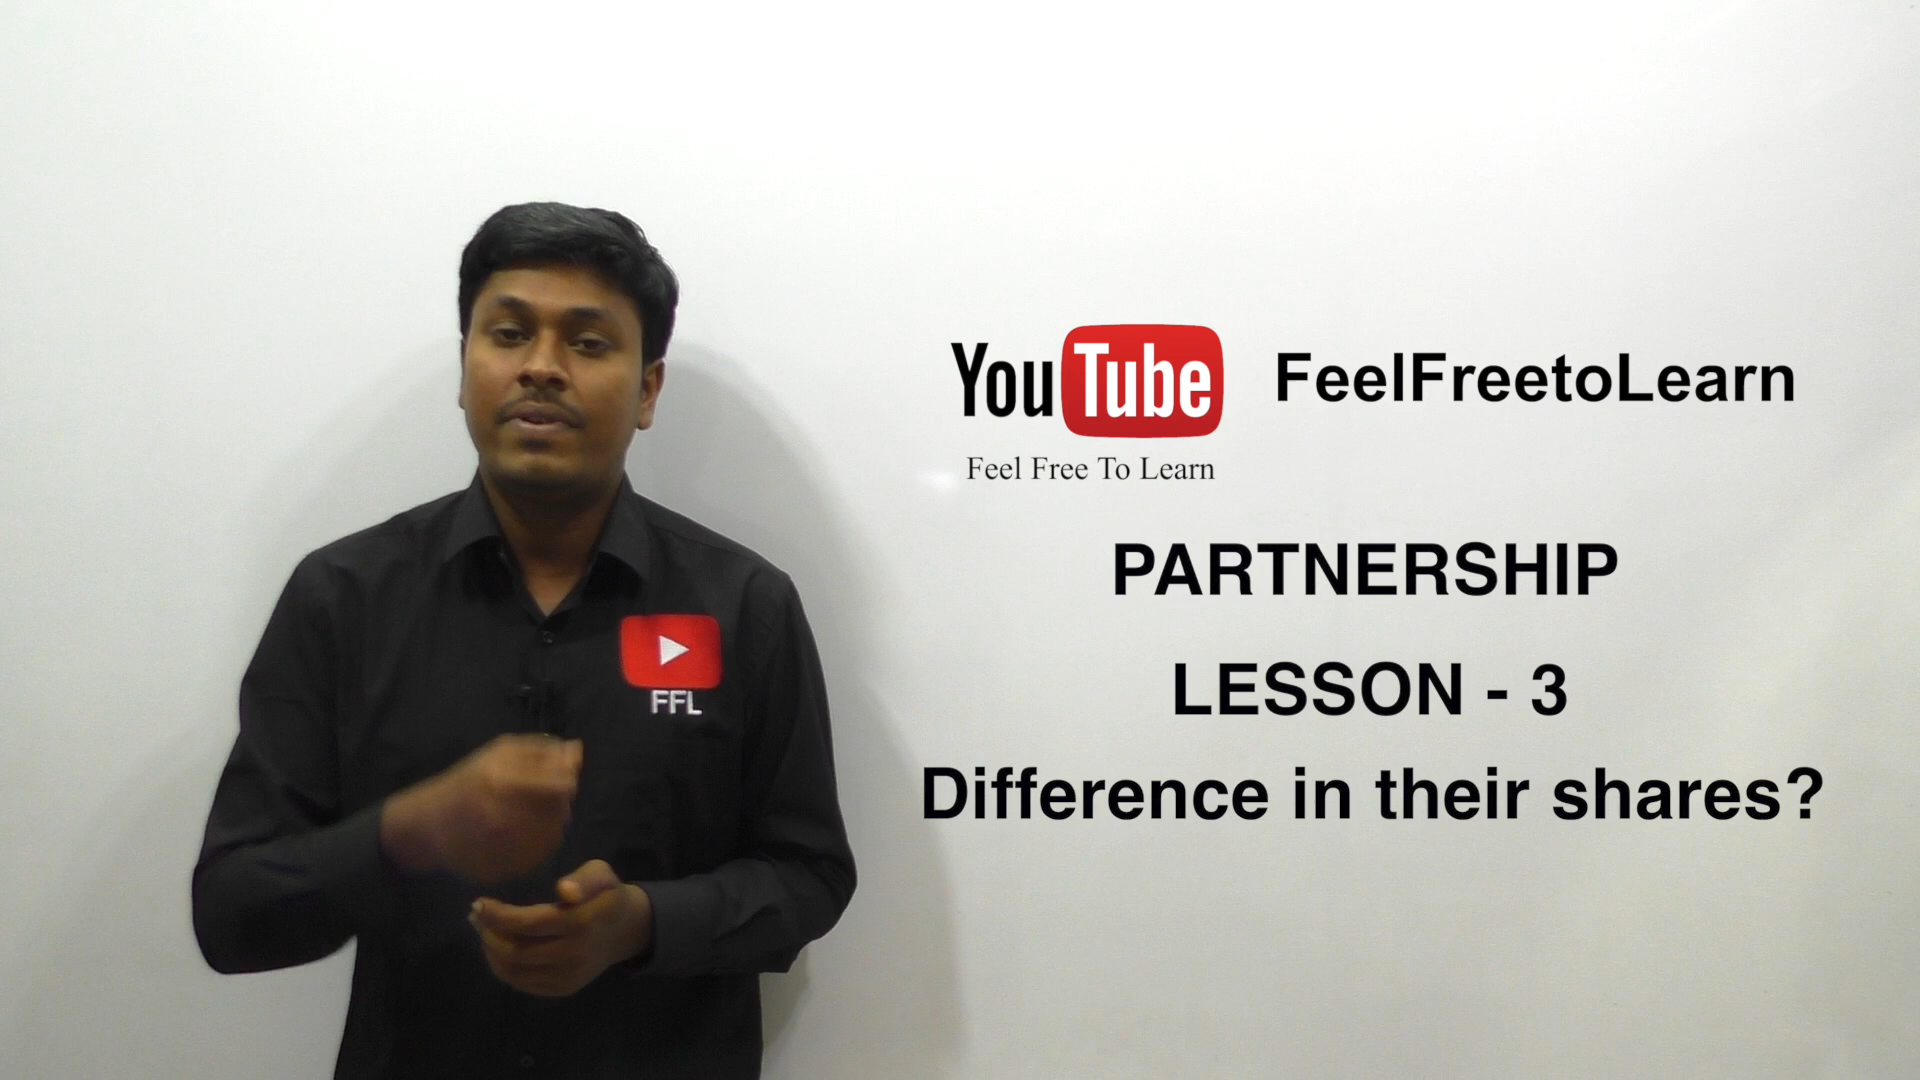 YouTube FeelFreetoLearn
Feel Free To Learn
PARTNERSHIP
LESSON - 3
Difference in their shares?
FFL